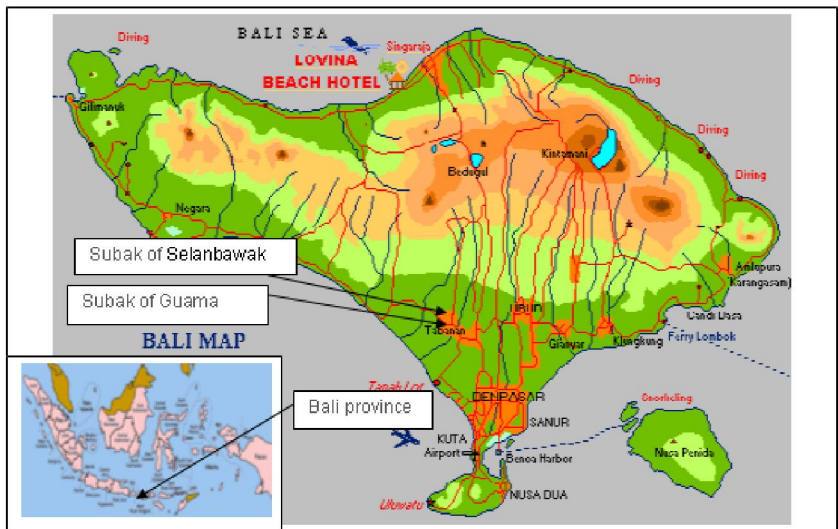 Diving
BALI SEA
Singaraja
LOVINA
BEACH HOTEL
Diving
Gilimanuk
Diving
Kintamani
Bedugul
Diving
Negara
Subak of Selanbawak
Amlapura
(Karangasam)
Subak of Guama
UBUD
Candi Dasa
Tabanan
Gianyar
Klungkung
Ferry Lombok
BALI MAP
Tanah Lot
Snorkeling
DENPASAR
Bali province
SANUR
KUTA
Airport
Benoa Harbor
Nusa Penida
NUSA DUA
Uluwatu